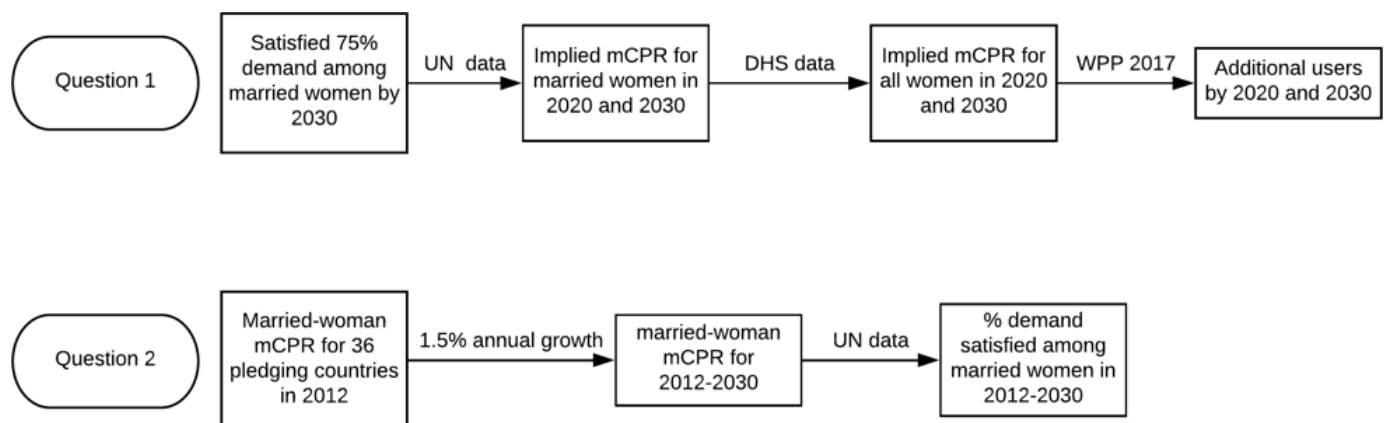 Question 1
Satisfied 75%
demand among
married women by
2030
UN data
Implied mCPR for
married women in
2020 and 2030
DHS data
Implied mCPR for
all women in 2020
and 2030
WPP 2017
Additional users
by 2020 and 2030
Question 2
Married-woman
mCPR for 36
pledging countries
in 2012
1.5% annual growth
married-woman
mCPR for
2012-2030
UN data
% demand
satisfied among
married women in
2012-2030